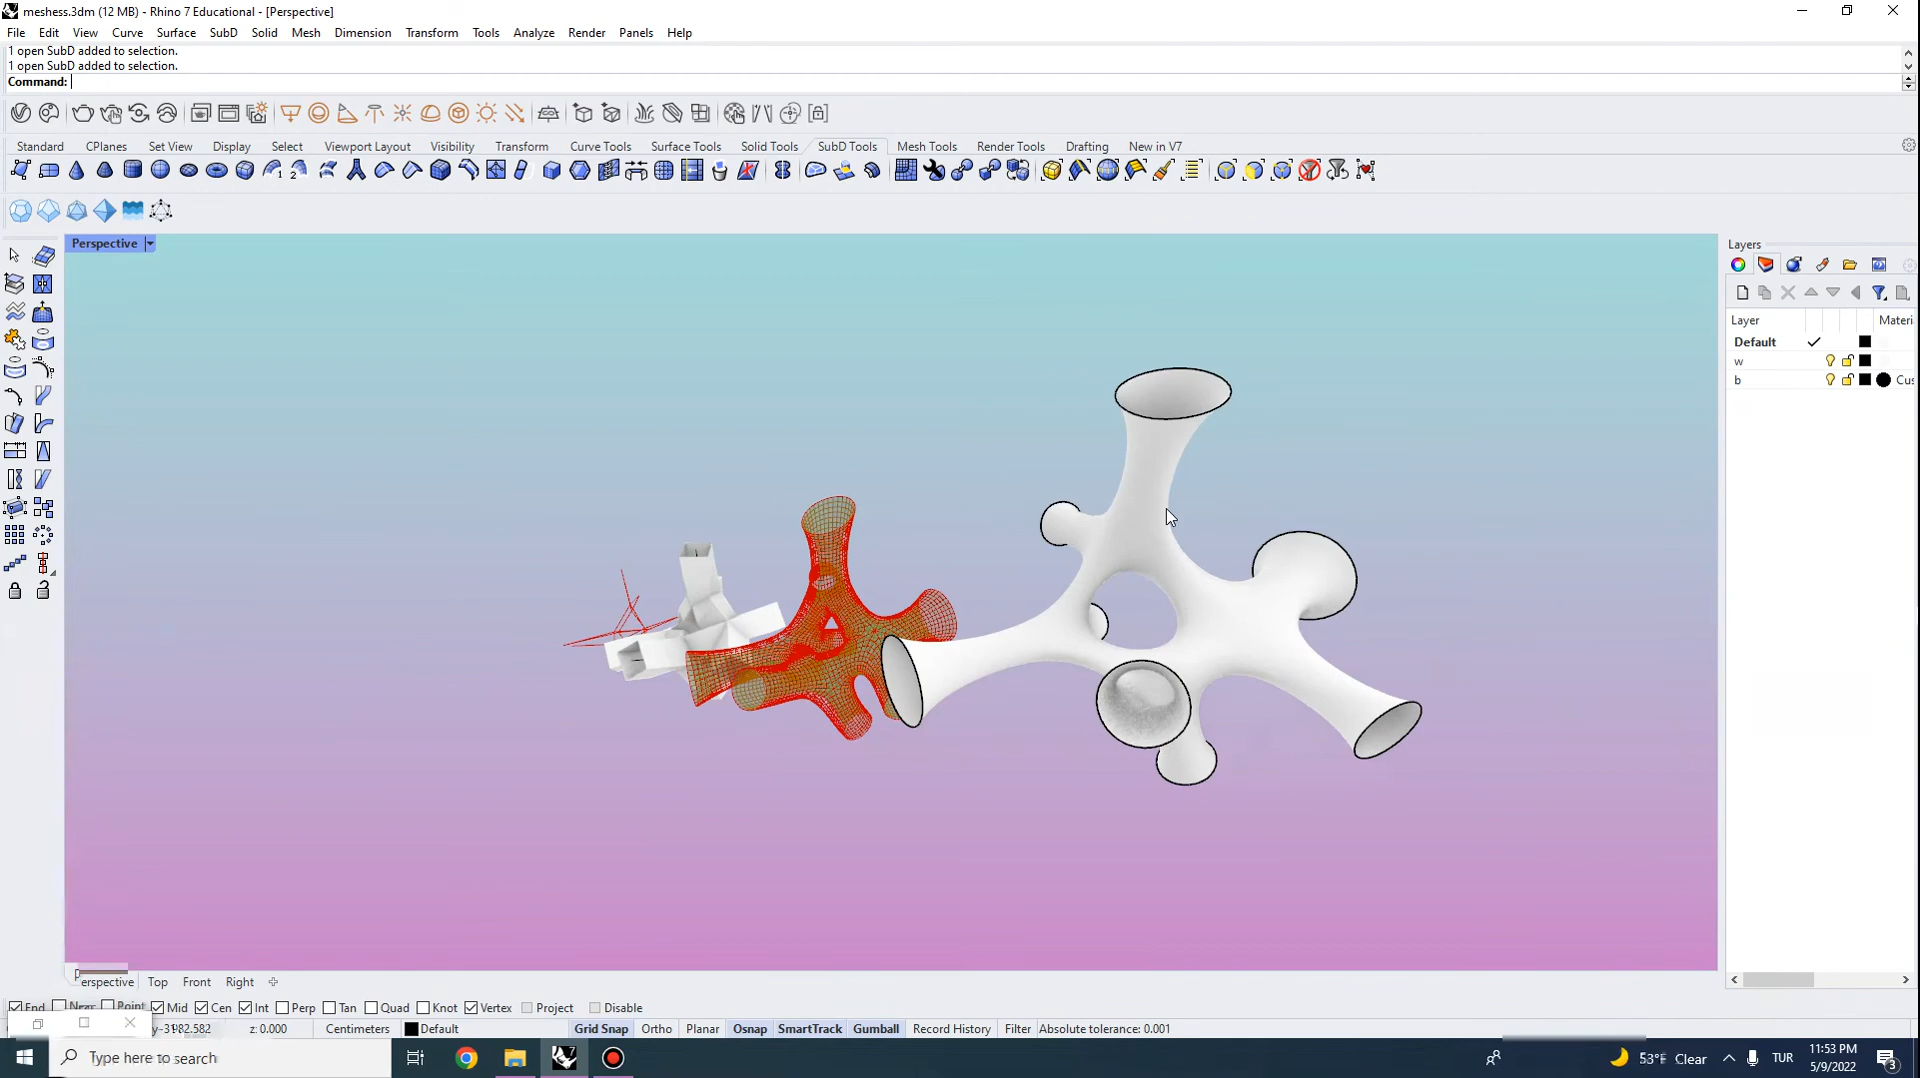 meshess.3dm (12 MB) - Rhino 7 Educational - [Perspective]
File Edit View Curve Surface SubD Solid Mesh Dimension Transform Tools Analyze Render Panels Help
1 open SubD added to selection.
1 open SubD added to selection.
Command:
Standard CPlanes Set View Display Select Viewport Layout Visibility Transform Curve Tools Surface Tools Solid Tools SubD Tools Mesh Tools Render Tools Drafting New in V7
Perspective
Layers
Layer Materi
Default
w
b Cus
erspective Top Front Right
End Near Point Mid Cen Int Perp Tan Quad Knot Vertex Project Disable
z: 0.000 Centimeters Default Grid Snap Ortho Planar Osnap SmartTrack Gumball Record History Filter Absolute tolerance: 0.001
Type here to search
53°F Clear
TUR
11:53 PM
5/9/2022
3